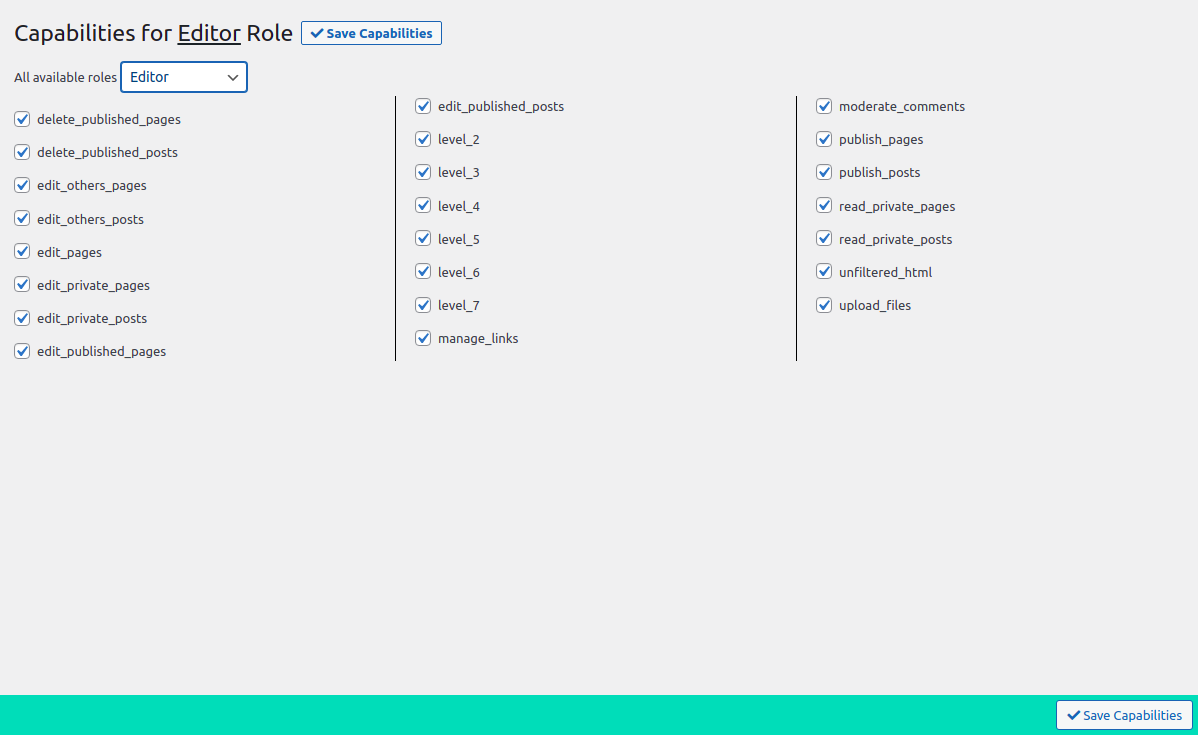 Capabilities for Editor Role Save Capabilities
All available roles Editor
delete_published_pages
delete_published_posts
edit_others_pages
edit_others_posts
edit_pages
edit_private_pages
edit_private_posts
edit_published_pages
edit_published_posts
level_2
level_3
level_4
level_5
level_6
level_7
manage_links
moderate_comments
publish_pages
publish_posts
read_private_pages
read_private_posts
unfiltered_html
upload_files
Save Capabilities